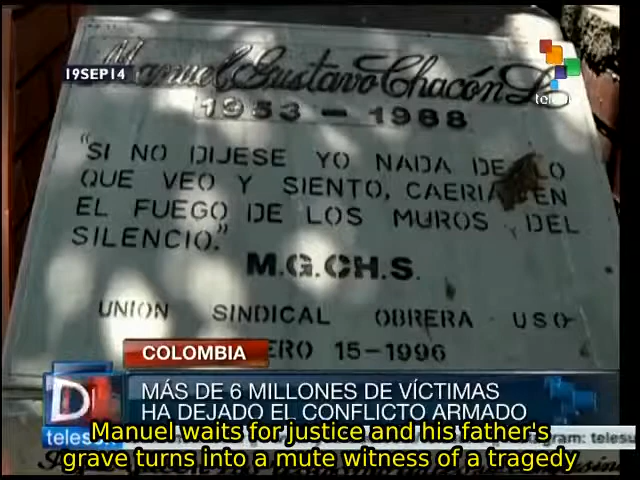 Manuel Gustavo Chacón
19SEP14
1953 - 1988
teleSUR
"SI NO DIJESE YO NADA DE LO
QUE VEO Y SIENTO, CAERIA EN
EL FUEGO DE LOS MUROS DEL
SILENCIO."
M.G.CH.S.
UNION SINDICAL OBRERA USO
ERO 15-1996
COLOMBIA
D
MÁS DE 6 MILLONES DE VÍCTIMAS
HA DEJADO EL CONFLICTO ARMADO
telesu
gram: telesu
Manuel waits for justice and his father's
grave turns into a mute witness of a tragedy